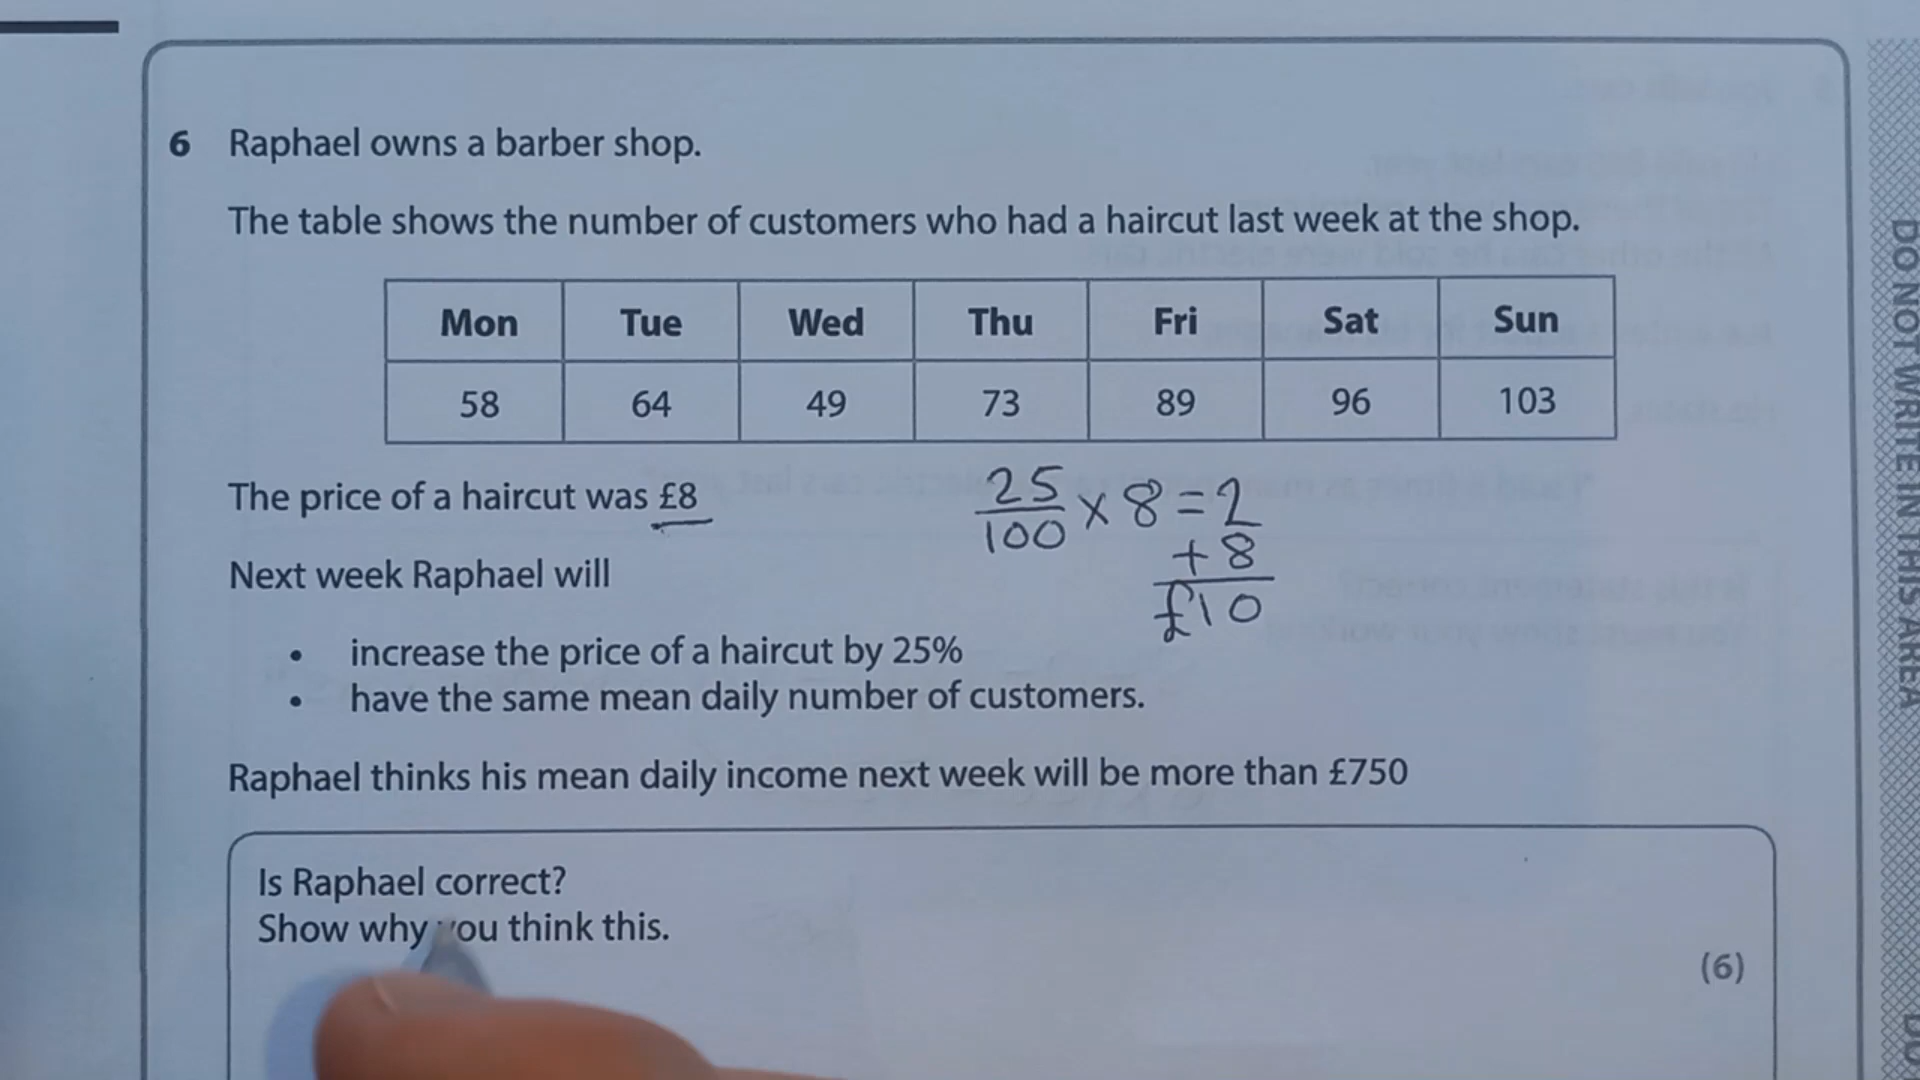 6 Raphael owns a barber shop.
The table shows the number of customers who had a haircut last week at the shop.
Mon Tue Wed Thu Fri Sat Sun
58 64 49 73 89 96 103
The price of a haircut was £8
25/100 × 8 = 2
+ 8
£10
Next week Raphael will
• increase the price of a haircut by 25%
• have the same mean daily number of customers.
Raphael thinks his mean daily income next week will be more than £750
Is Raphael correct?
Show why you think this.
(6)
DO NOT WRITE IN THIS AREA